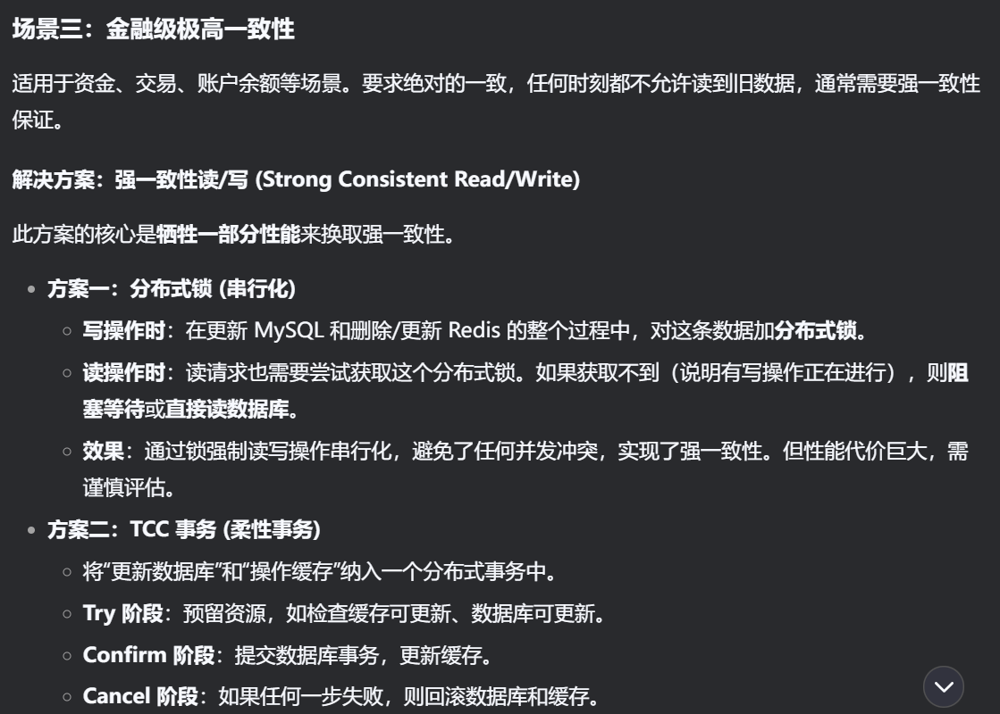 场景三：金融级极高一致性
适用于资金、交易、账户余额等场景。要求绝对的一致，任何时刻都不允许读到旧数据，通常需要强一致性
保证。
解决方案：强一致性读/写 (Strong Consistent Read/Write)
此方案的核心是牺牲一部分性能来换取强一致性。
方案一：分布式锁 (串行化)
写操作时：在更新 MySQL 和删除/更新 Redis 的整个过程中，对这条数据加分布式锁。
读操作时：读请求也需要尝试获取这个分布式锁。如果获取不到（说明有写操作正在进行），则阻
塞等待或直接读数据库。
效果：通过锁强制读写操作串行化，避免了任何并发冲突，实现了强一致性。但性能代价巨大，需
谨慎评估。
方案二：TCC 事务 (柔性事务)
将“更新数据库”和“操作缓存”纳入一个分布式事务中。
Try 阶段：预留资源，如检查缓存可更新、数据库可更新。
Confirm 阶段：提交数据库事务，更新缓存。
Cancel 阶段：如果任何一步失败，则回滚数据库和缓存。